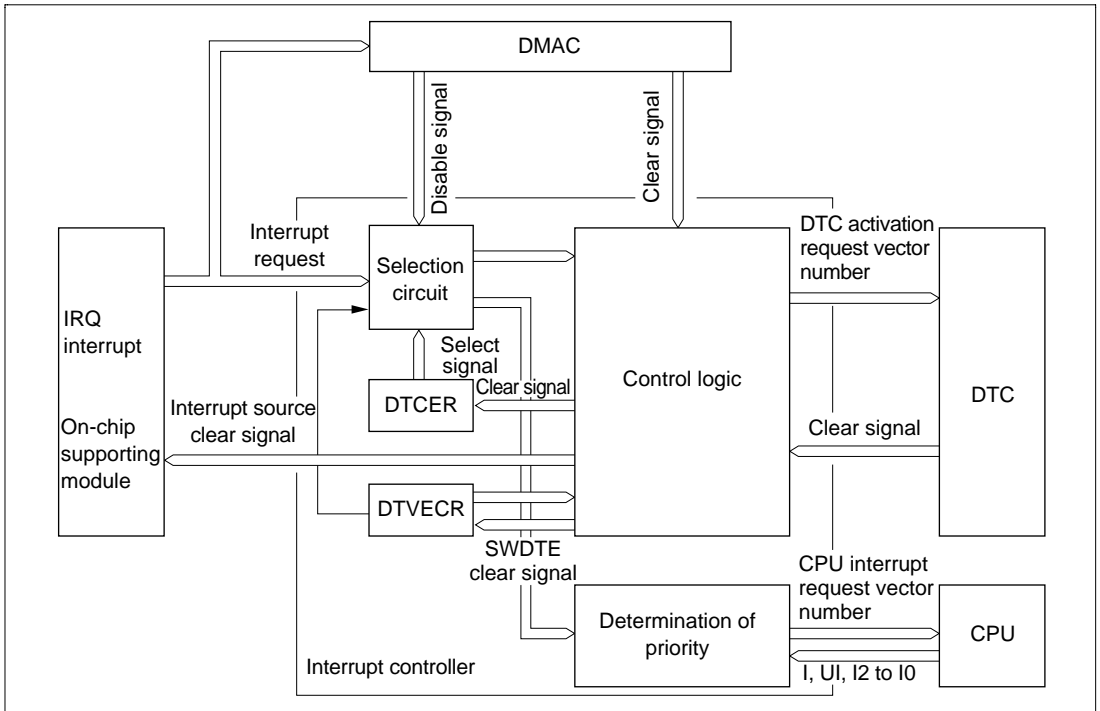 DMAC
Disable signal
Clear signal
Interrupt
request
Selection
circuit
DTC activation
request vector
number
IRQ
interrupt
On-chip
supporting
module
Select
signal
Clear signal
DTCER
Control logic
DTC
Interrupt source
clear signal
Clear signal
DTVECR
SWDTE
clear signal
CPU interrupt
request vector
number
Determination of
priority
CPU
I, UI, I2 to I0
Interrupt controller